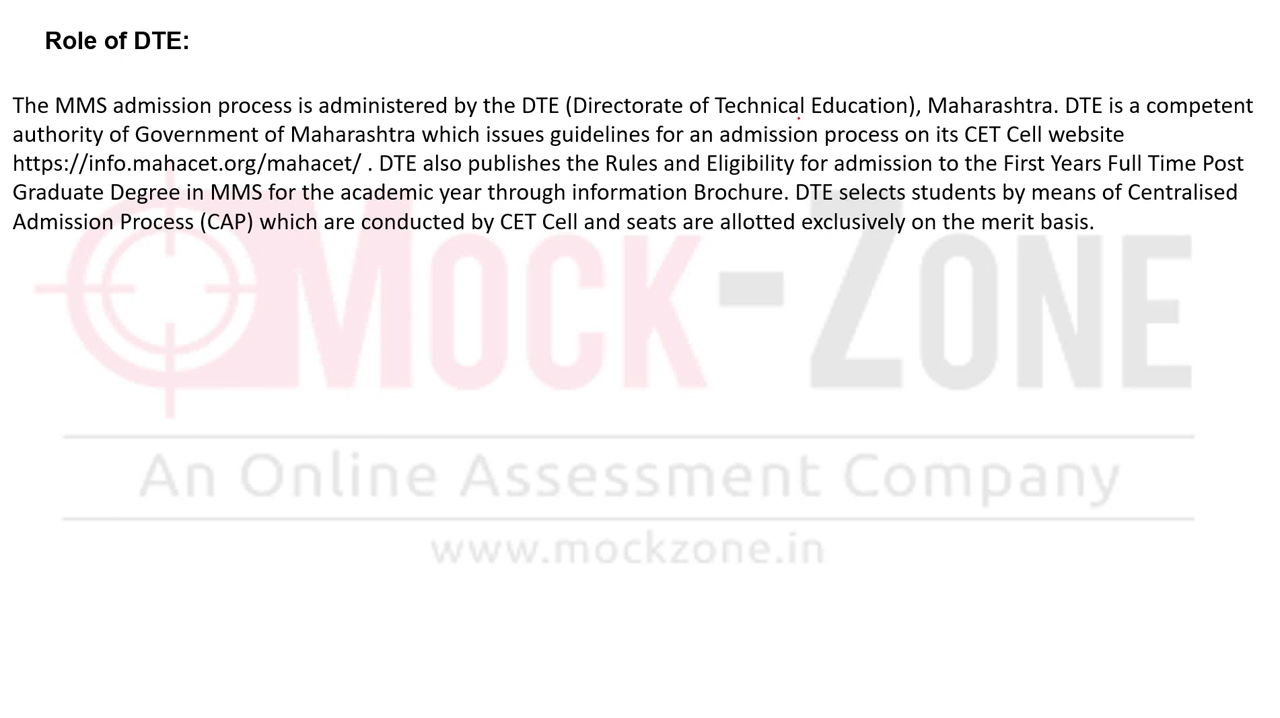 Role of DTE:
The MMS admission process is administered by the DTE (Directorate of Technical Education), Maharashtra. DTE is a competent
authority of Government of Maharashtra which issues guidelines for an admission process on its CET Cell website
https://info.mahacet.org/mahacet/ . DTE also publishes the Rules and Eligibility for admission to the First Years Full Time Post
Graduate Degree in MMS for the academic year through information Brochure. DTE selects students by means of Centralised
Admission Process (CAP) which are conducted by CET Cell and seats are allotted exclusively on the merit basis.
MOCK-ZONE
An Online Assessment Company
www.mockzone.in